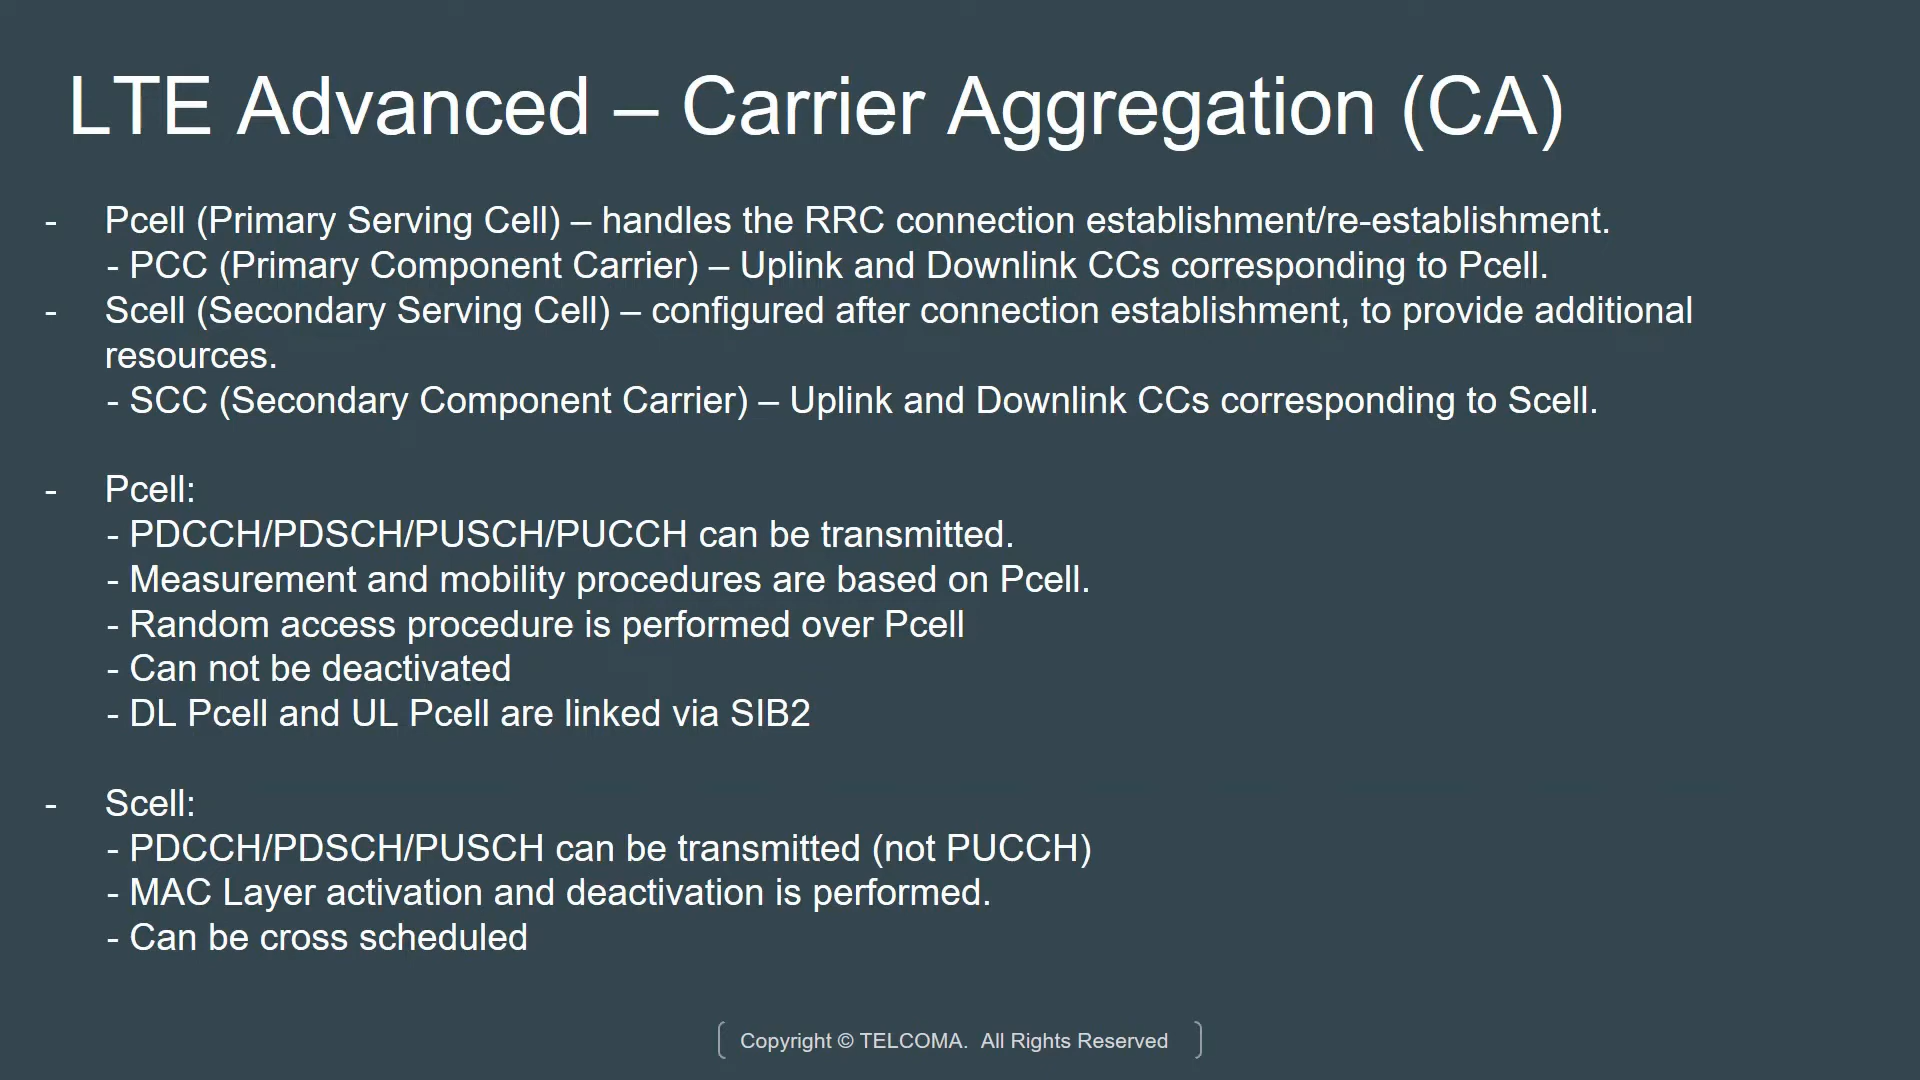 LTE Advanced – Carrier Aggregation (CA)
- Pcell (Primary Serving Cell) – handles the RRC connection establishment/re-establishment.
- PCC (Primary Component Carrier) – Uplink and Downlink CCs corresponding to Pcell.
- Scell (Secondary Serving Cell) – configured after connection establishment, to provide additional
resources.
- SCC (Secondary Component Carrier) – Uplink and Downlink CCs corresponding to Scell.
- Pcell:
- PDCCH/PDSCH/PUSCH/PUCCH can be transmitted.
- Measurement and mobility procedures are based on Pcell.
- Random access procedure is performed over Pcell
- Can not be deactivated
- DL Pcell and UL Pcell are linked via SIB2
- Scell:
- PDCCH/PDSCH/PUSCH can be transmitted (not PUCCH)
- MAC Layer activation and deactivation is performed.
- Can be cross scheduled
Copyright © TELCOMA. All Rights Reserved